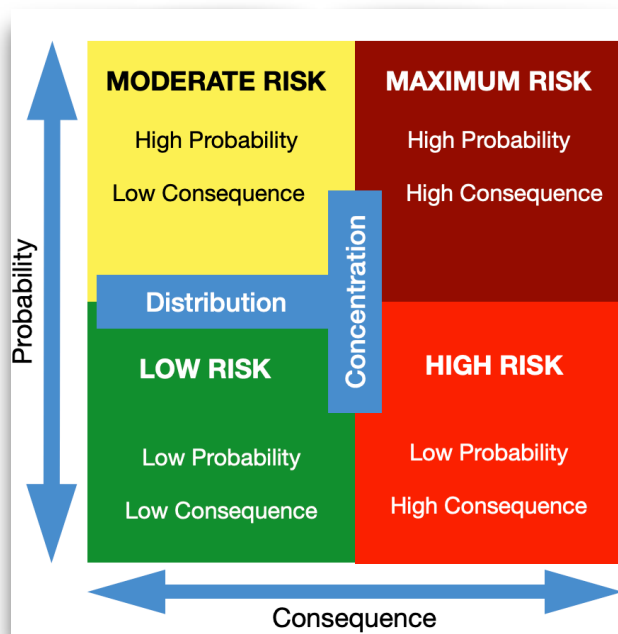 MODERATE RISK
High Probability
Low Consequence
MAXIMUM RISK
High Probability
High Consequence
Probability
Distribution
Concentration
LOW RISK
Low Probability
Low Consequence
HIGH RISK
Low Probability
High Consequence
Consequence